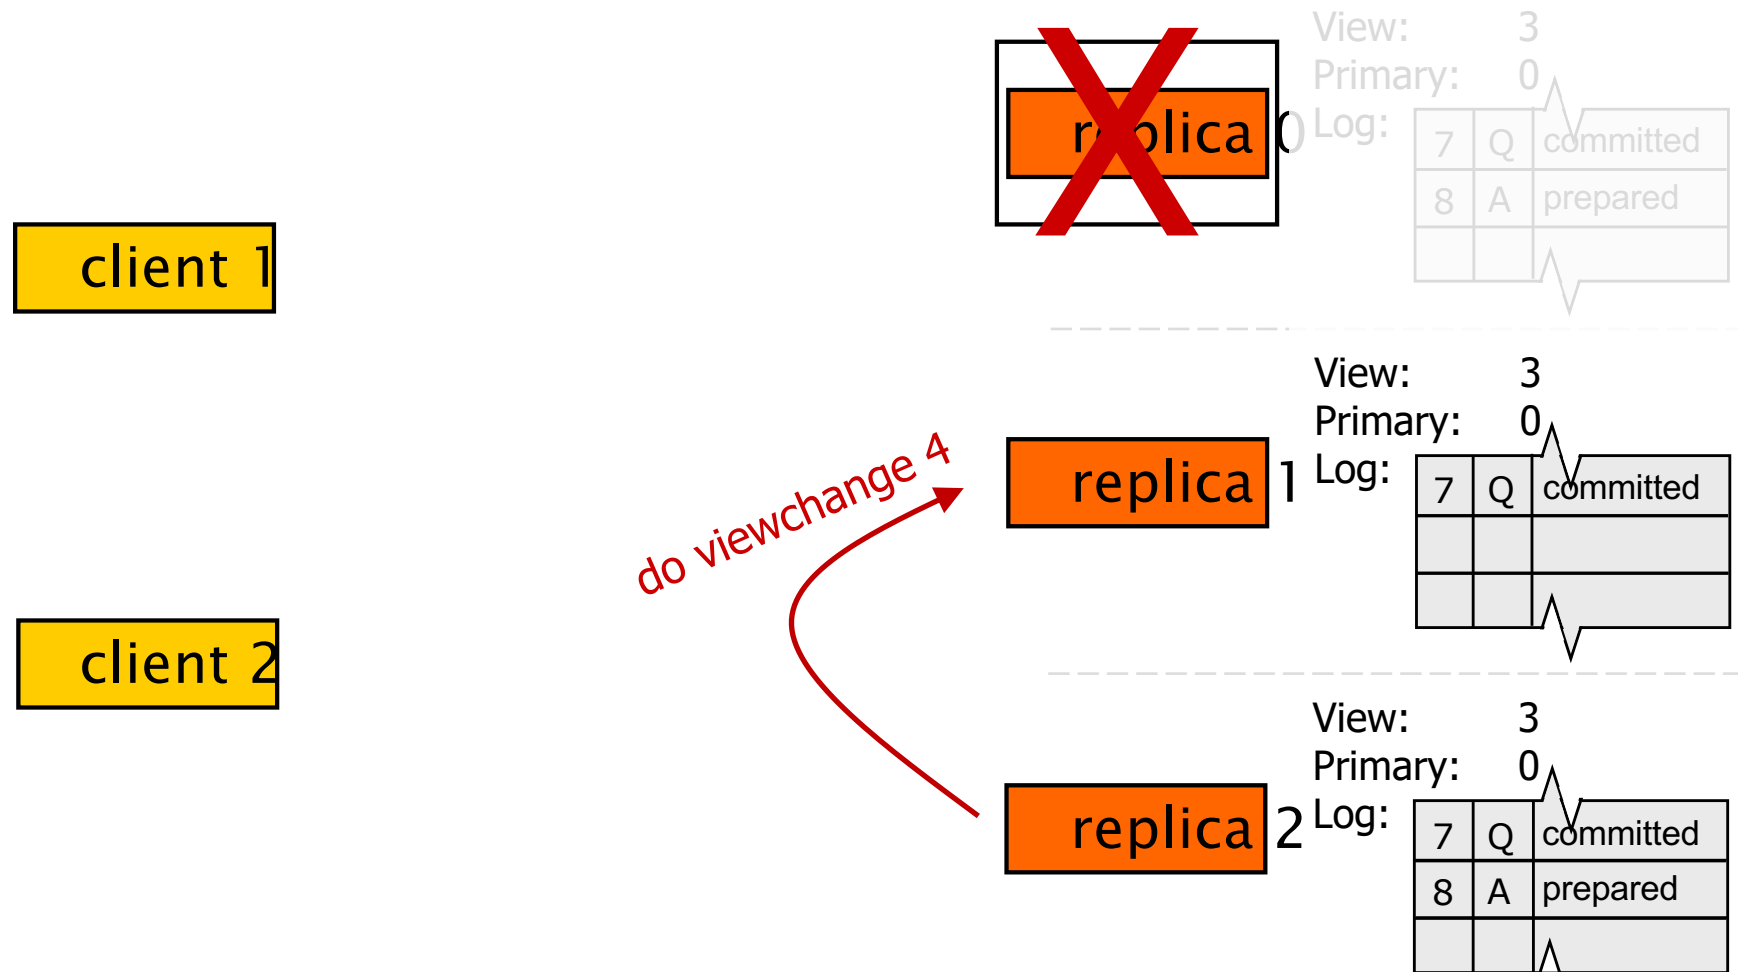 View: 3
Primary: 0
replica 0
Log:
7 Q committed
8 A prepared
client 1
View: 3
Primary: 0
do viewchange 4
replica 1
Log:
7 Q committed
client 2
View: 3
Primary: 0
replica 2
Log:
7 Q committed
8 A prepared